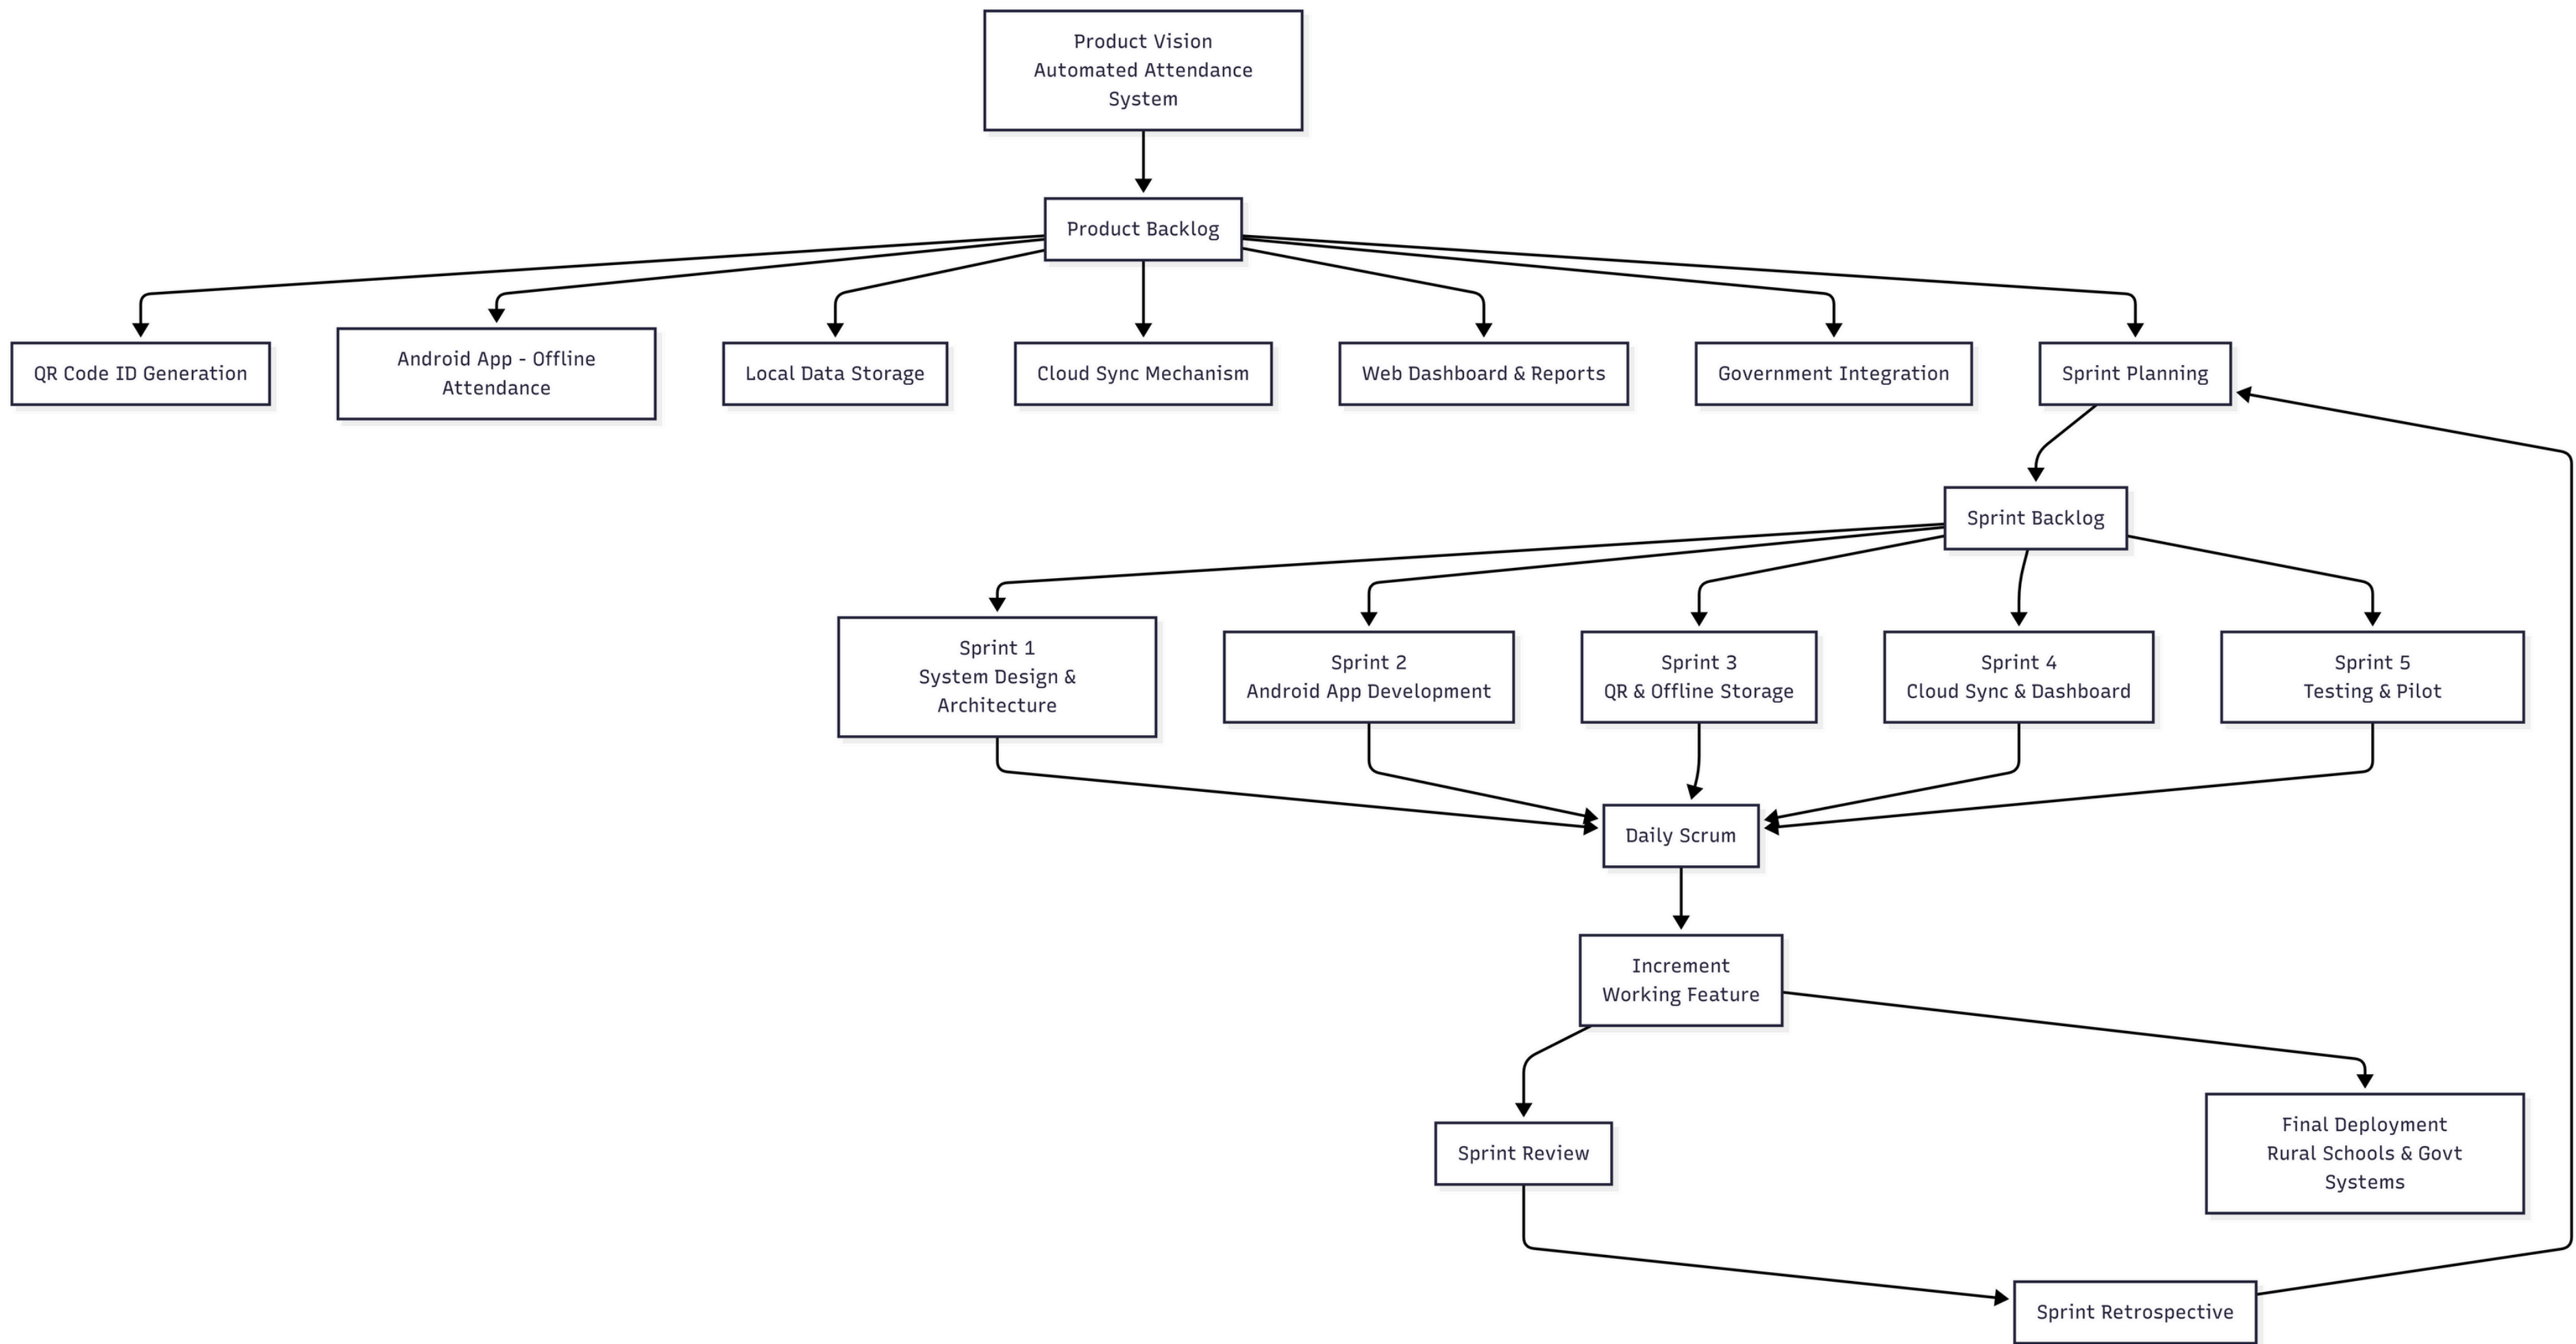 Product Vision
Automated Attendance
System
Product Backlog
QR Code ID Generation
Android App - Offline
Attendance
Local Data Storage
Cloud Sync Mechanism
Web Dashboard & Reports
Government Integration
Sprint Planning
Sprint Backlog
Sprint 1
System Design &
Architecture
Sprint 2
Android App Development
Sprint 3
QR & Offline Storage
Sprint 4
Cloud Sync & Dashboard
Sprint 5
Testing & Pilot
Daily Scrum
Increment
Working Feature
Sprint Review
Final Deployment
Rural Schools & Govt
Systems
Sprint Retrospective